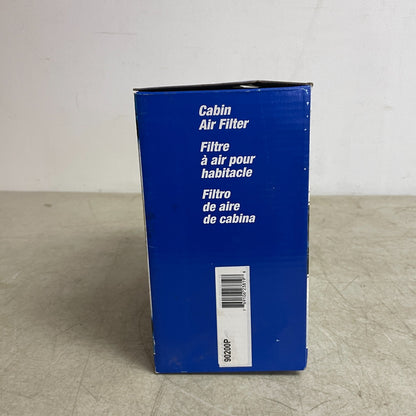 Cabin
Air Filter
Filtre
à air pour
habitacle
Filtro
de aire
de cabina
90200P